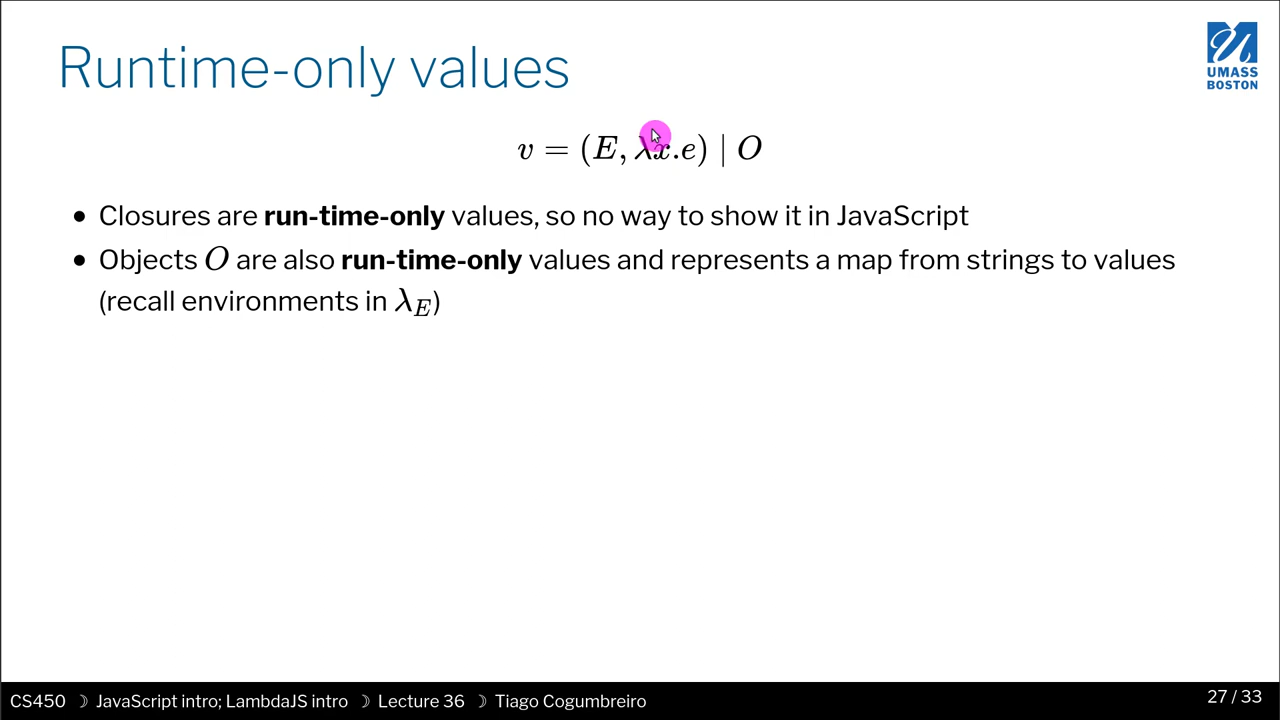 Runtime-only values
UMASS
BOSTON
v = (E, λx.e) | O
• Closures are run-time-only values, so no way to show it in JavaScript
• Objects O are also run-time-only values and represents a map from strings to values
(recall environments in λ_E)
CS450 ☽ JavaScript intro; LambdaJS intro ☽ Lecture 36 ☽ Tiago Cogumbreiro
27 / 33